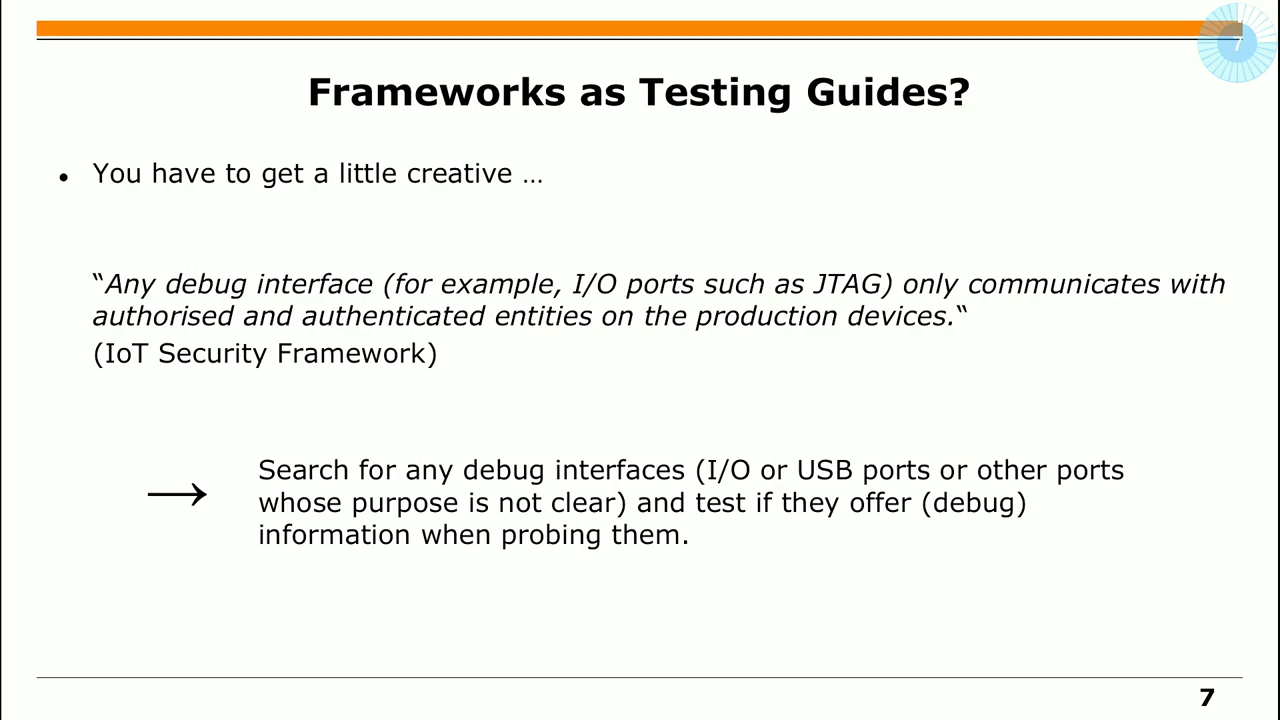 7
Frameworks as Testing Guides?
• You have to get a little creative …
“Any debug interface (for example, I/O ports such as JTAG) only communicates with
authorised and authenticated entities on the production devices.“
(IoT Security Framework)
→ Search for any debug interfaces (I/O or USB ports or other ports
whose purpose is not clear) and test if they offer (debug)
information when probing them.
7